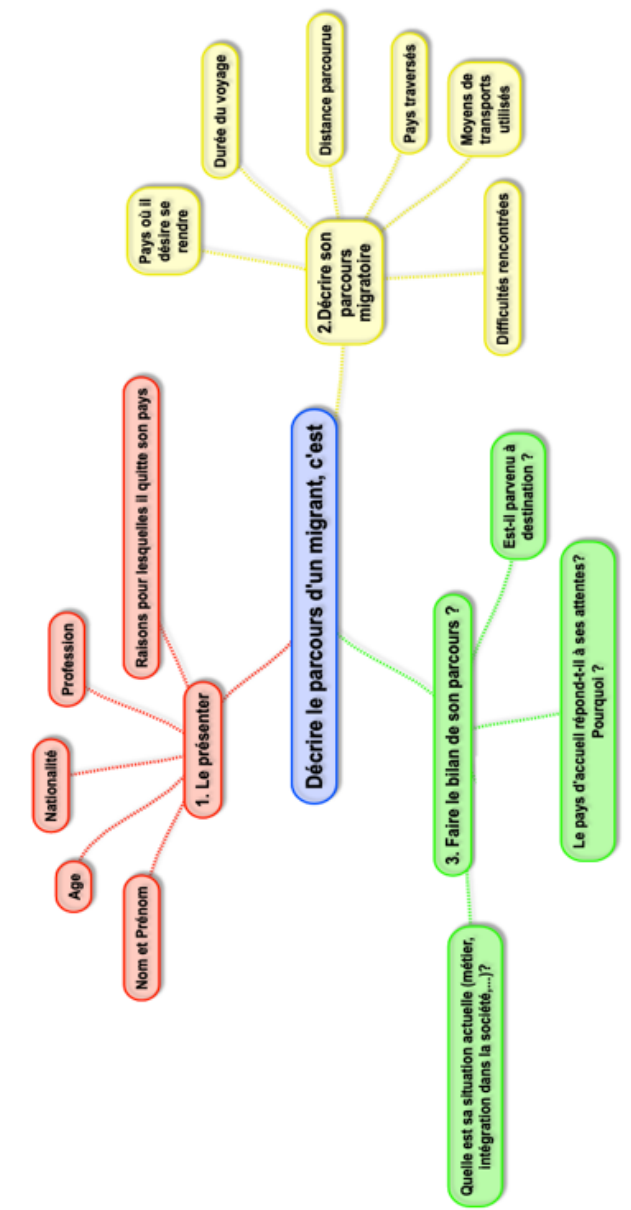 Décrire le parcours d'un migrant, c'est
1. Le présenter
Nom et Prénom
Age
Nationalité
Profession
Raisons pour lesquelles il quitte son pays
2.Décrire son
parcours
migratoire
Pays où il
désire se
rendre
Durée du voyage
Distance parcourue
Pays traversés
Moyens de
transports
utilisés
Difficultés rencontrées
3. Faire le bilan de son parcours ?
Est-il parvenu à
destination ?
Le pays d'accueil répond-t-il à ses attentes?
Pourquoi ?
Quelle est sa situation actuelle (métier,
intégration dans la société,...)?